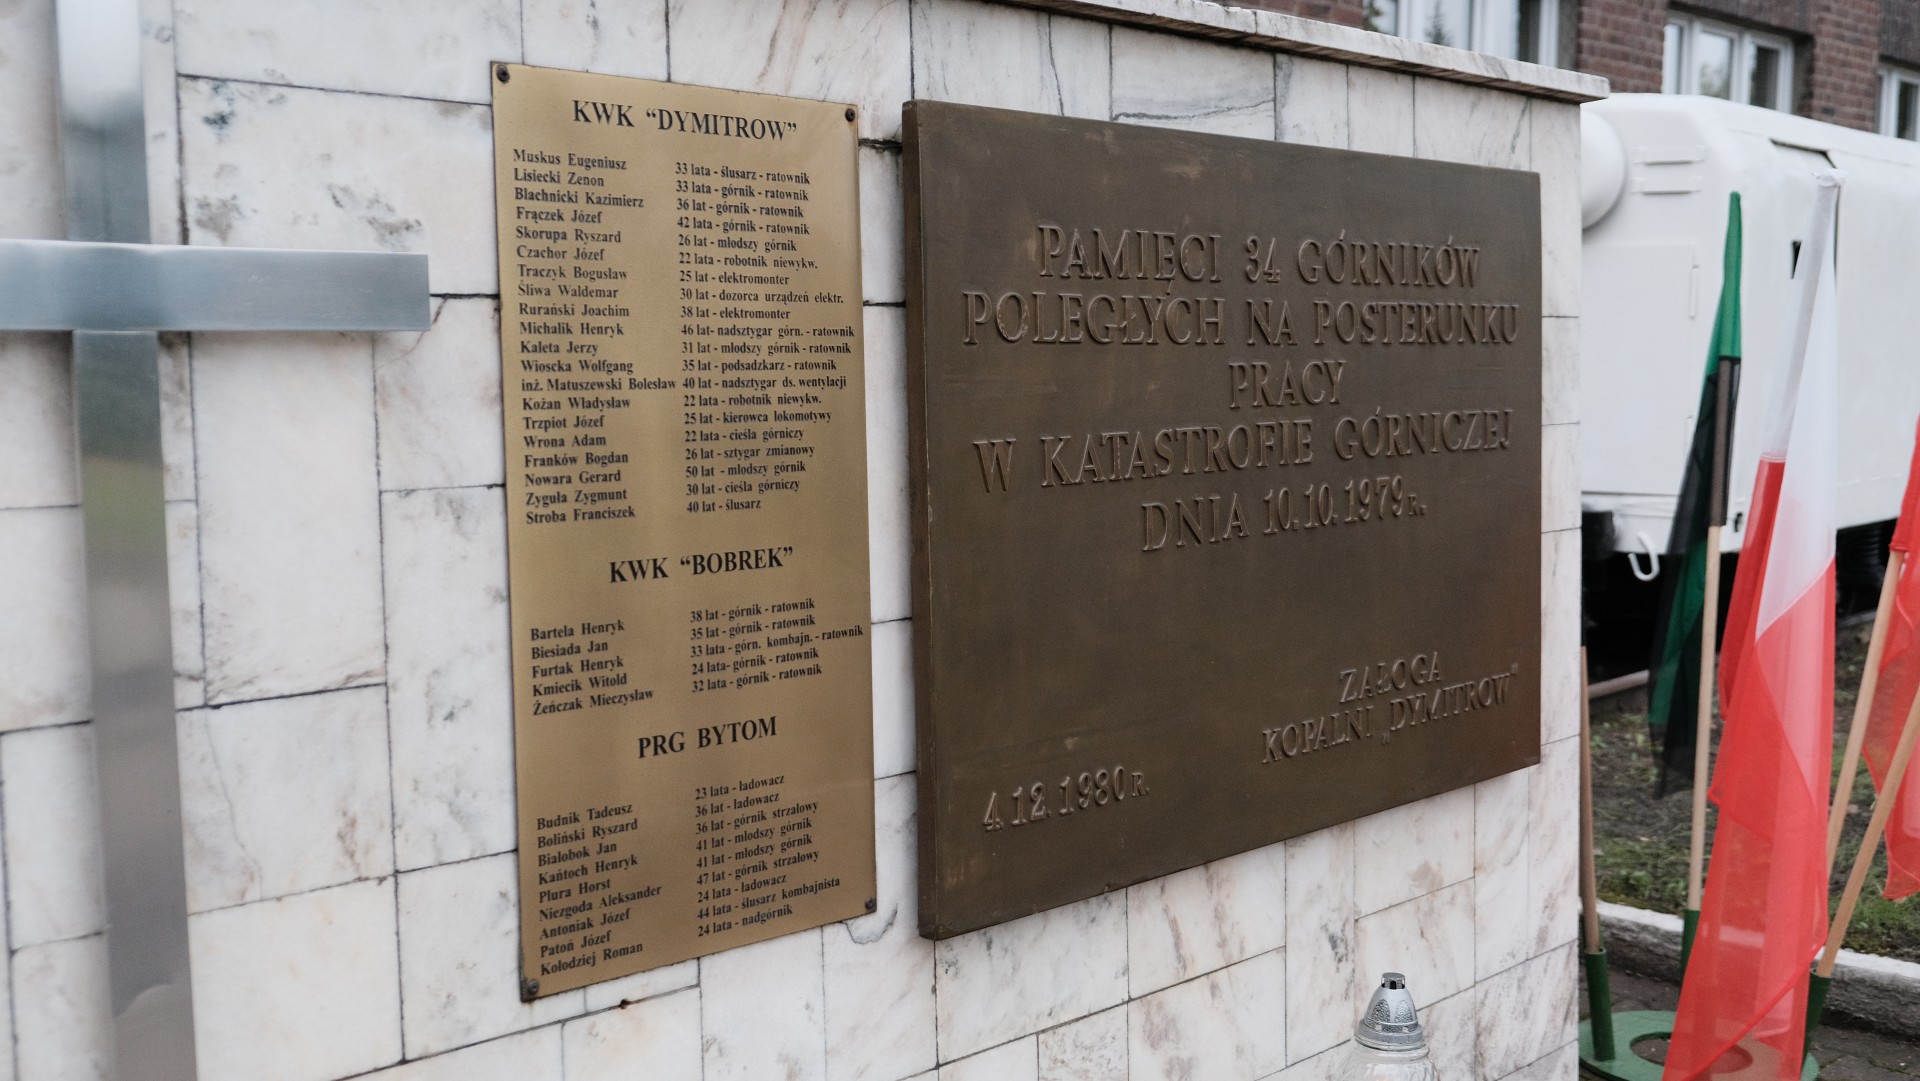 KWK “DYMITROW”
Muskus Eugeniusz 33 lata - ślusarz - ratownik
Lisiecki Zenon 33 lata - górnik - ratownik
Blachnicki Kazimierz 36 lat - górnik - ratownik
Frączek Józef 42 lata - górnik - ratownik
Skorupa Ryszard 26 lat - młodszy górnik
Czachor Józef 22 lata - robotnik niewykw.
Traczyk Bogusław 25 lat - elektromonter
Śliwa Waldemar 30 lat - dozorca urządzeń elektr.
Rurański Joachim 38 lat - elektromonter
Michalik Henryk 46 lat- nadsztygar górn. - ratownik
Kaleta Jerzy 31 lat - młodszy górnik - ratownik
Wioseka Wolfgang 35 lat - podsadzkarz - ratownik
inż. Matuszewski Bolesław 40 lat - nadsztygar ds. wentylacji
Kożan Władysław 22 lata - robotnik niewykw.
Trzpiot Józef 25 lat - kierowca lokomotywy
Wrona Adam 22 lata - cieśla górniczy
Franków Bogdan 26 lat - sztygar zmianowy
Nowara Gerard 50 lat - młodszy górnik
Zyguła Zygmunt 30 lat - cieśla górniczy
Stroba Franciszek 40 lat - ślusarz
KWK “BOBREK”
Bartela Henryk 38 lat - górnik - ratownik
Biesiada Jan 35 lat - górnik - ratownik
Furtak Henryk 33 lata - górn. kombajn. - ratownik
Kmiecik Witold 24 lata- górnik - ratownik
Żeńczak Mieczysław 32 lata - górnik - ratownik
PRG BYTOM
Budnik Tadeusz 23 lata - ładowacz
Boliński Ryszard 36 lat - ładowacz
Białobok Jan 36 lat - górnik strzałowy
Kańtoch Henryk 41 lat - młodszy górnik
Plura Horst 41 lat - młodszy górnik
Niezgoda Aleksander 47 lat - górnik strzałowy
Antoniak Józef 24 lata - ładowacz
Patoń Józef 44 lata - ślusarz kombajnista
Kołodziej Roman 24 lata - nadgórnik
PAMIĘCI 34 GÓRNIKÓW
POLEGŁYCH NA POSTERUNKU
PRACY
W KATASTROFIE GÓRNICZEJ
DNIA 10.10.1979 R.
ZAŁOGA
KOPALNI „DYMITROW”
4.12.1980 R.